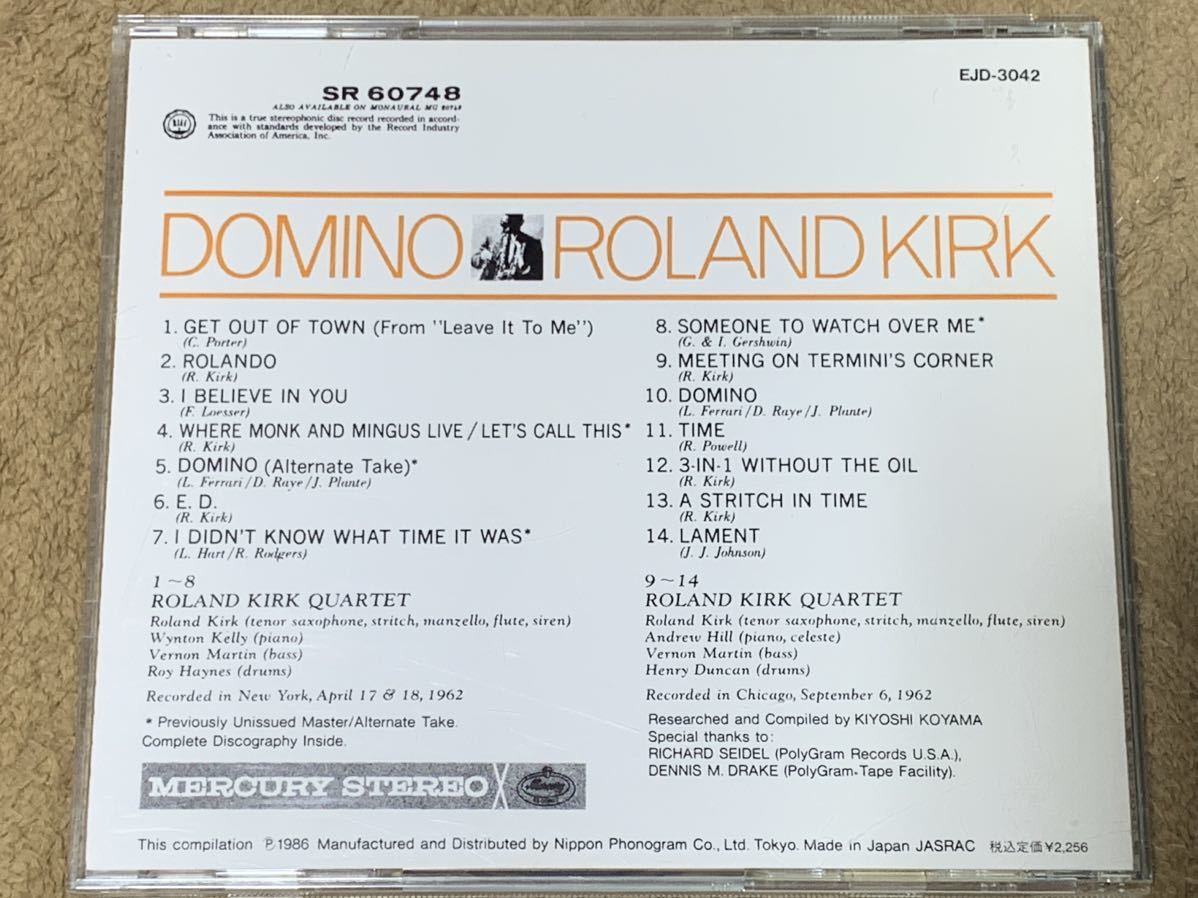 EJD-3042
SR 60748
ALSO AVAILABLE ON MONAURAL MG 60748
This is a true stereophonic disc record recorded in accord-
ance with standards developed by the Record Industry
Association of America, Inc.
DOMINO ROLAND KIRK
1. GET OUT OF TOWN (From "Leave It To Me")
(C. Porter)
2. ROLANDO
(R. Kirk)
3. I BELIEVE IN YOU
(F. Loesser)
4. WHERE MONK AND MINGUS LIVE/LET'S CALL THIS*
(R. Kirk)
5. DOMINO (Alternate Take)*
(L. Ferrari/D. Raye/J. Plante)
6. E. D.
(R. Kirk)
7. I DIDN'T KNOW WHAT TIME IT WAS*
(L. Hart/R. Rodgers)
1~8
ROLAND KIRK QUARTET
Roland Kirk (tenor saxophone, stritch, manzello, flute, siren)
Wynton Kelly (piano)
Vernon Martin (bass)
Roy Haynes (drums)
Recorded in New York, April 17 & 18, 1962
* Previously Unissued Master/Alternate Take.
Complete Discography Inside.
8. SOMEONE TO WATCH OVER ME*
(G. & I. Gershwin)
9. MEETING ON TERMINI'S CORNER
(R. Kirk)
10. DOMINO
(L. Ferrari/D. Raye/J. Plante)
11. TIME
(R. Powell)
12. 3-IN-1 WITHOUT THE OIL
(R. Kirk)
13. A STRITCH IN TIME
(R. Kirk)
14. LAMENT
(J. J. Johnson)
9~14
ROLAND KIRK QUARTET
Roland Kirk (tenor saxophone, stritch, manzello, flute, siren)
Andrew Hill (piano, celeste)
Vernon Martin (bass)
Henry Duncan (drums)
Recorded in Chicago, September 6, 1962
Researched and Compiled by KIYOSHI KOYAMA
Special thanks to:
RICHARD SEIDEL (PolyGram Records U.S.A.),
DENNIS M. DRAKE (PolyGram-Tape Facility).
MERCURY STEREO
Mercury
This compilation ℗1986 Manufactured and Distributed by Nippon Phonogram Co., Ltd. Tokyo. Made in Japan JASRAC 税込定価¥2,256